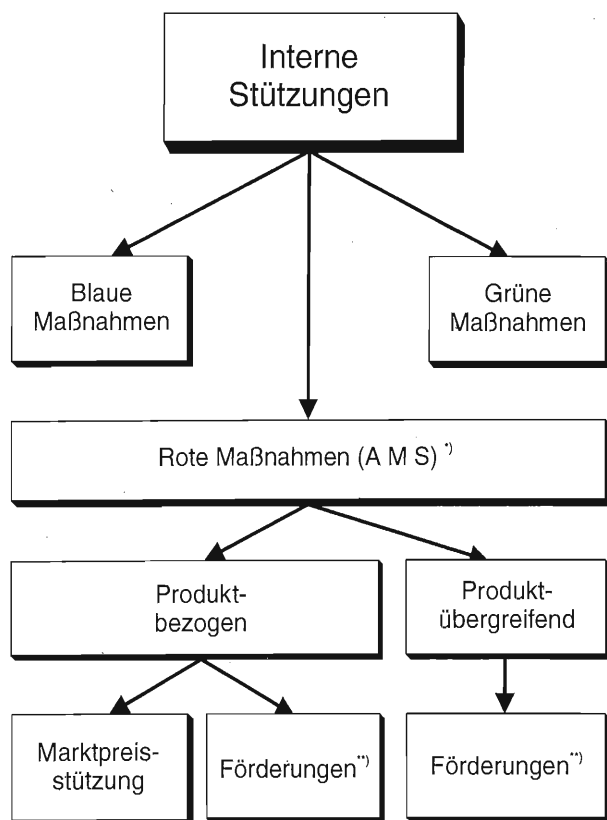 Interne
Stützungen
Blaue
Maßnahmen
Grüne
Maßnahmen
Rote Maßnahmen (A M S) *)
Produkt-
bezogen
Produkt-
übergreifend
Marktpreis-
stützung
Förderungen**)
Förderungen**)